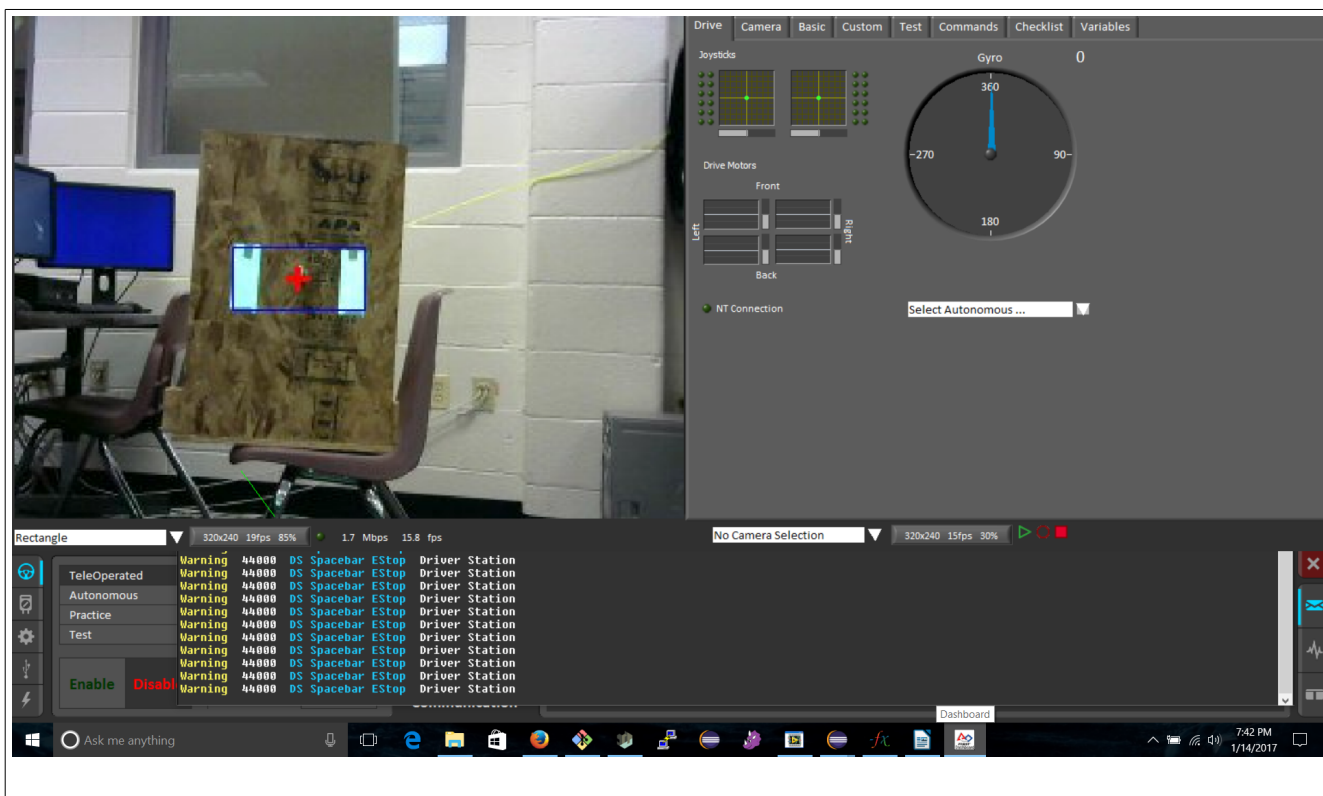 Drive Camera Basic Custom Test Commands Checklist Variables
Joysticks
Gyro 0
360
270
90
180
Drive Motors
Front
Left
Right
Back
NT Connection
Select Autonomous ...
APA
Rectangle
320x240 19fps 85%
1.7 Mbps 15.8 fps
No Camera Selection
320x240 15fps 30%
TeleOperated
Autonomous
Practice
Test
Enable
Disabl
Warning 44000 DS Spacebar EStop Driver Station
Warning 44000 DS Spacebar EStop Driver Station
Warning 44000 DS Spacebar EStop Driver Station
Warning 44000 DS Spacebar EStop Driver Station
Warning 44000 DS Spacebar EStop Driver Station
Warning 44000 DS Spacebar EStop Driver Station
Warning 44000 DS Spacebar EStop Driver Station
Warning 44000 DS Spacebar EStop Driver Station
Warning 44000 DS Spacebar EStop Driver Station
Warning 44000 DS Spacebar EStop Driver Station
Warning 44000 DS Spacebar EStop Driver Station
Communication
Dashboard
Ask me anything
7:42 PM
1/14/2017